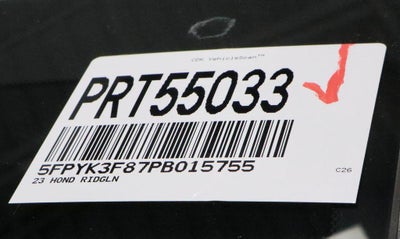 CDK VehicleScan™
PRT55033
5FPYK3F87PB015755
23 HOND RIDGLN
C26